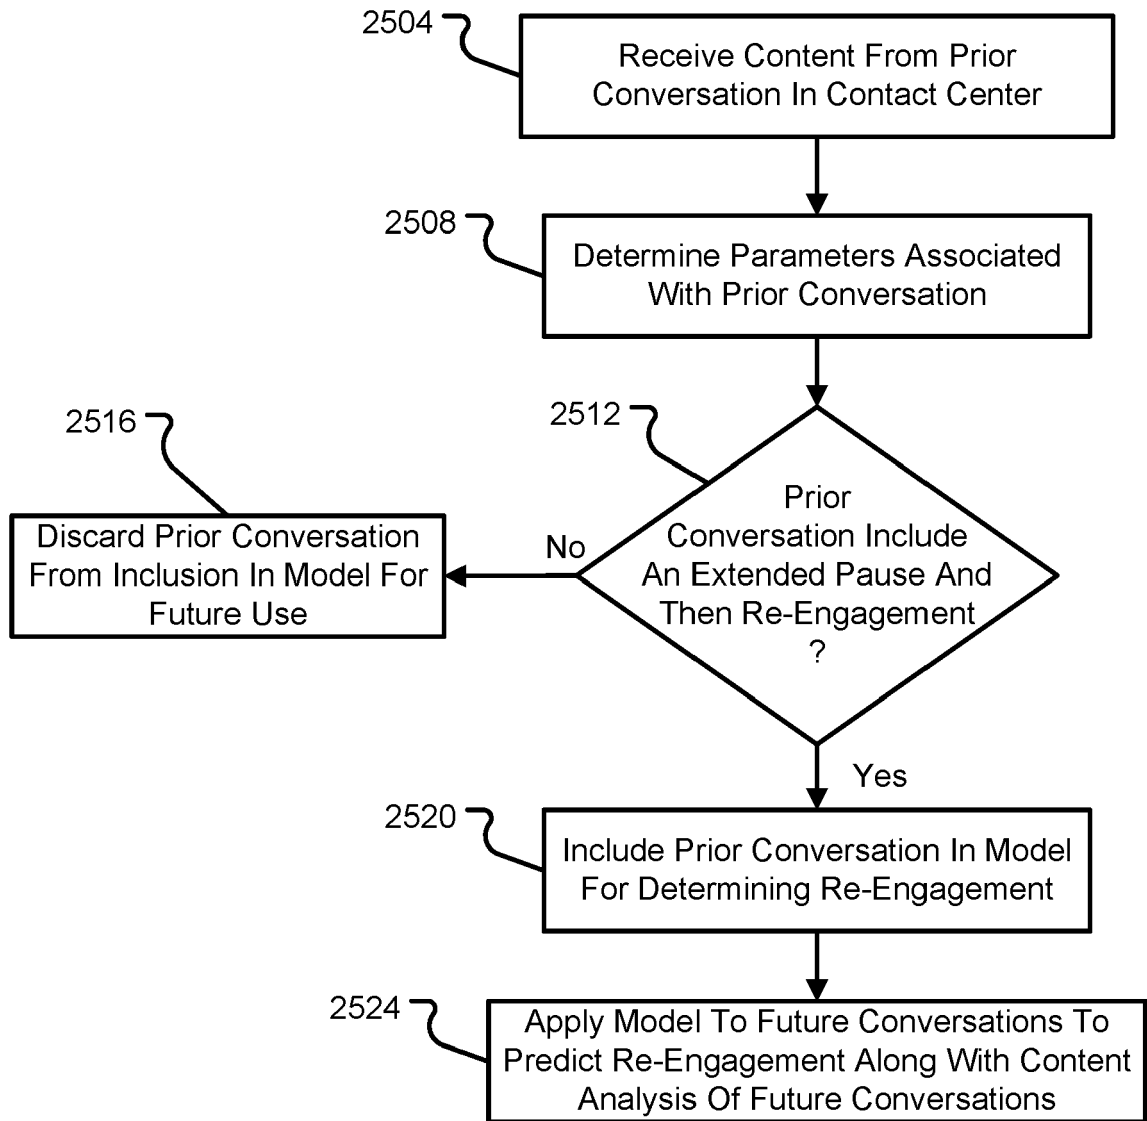 2504
Receive Content From Prior
Conversation In Contact Center
2508
Determine Parameters Associated
With Prior Conversation
2512
Prior
Conversation Include
An Extended Pause And
Then Re-Engagement
?
No
2516
Discard Prior Conversation
From Inclusion In Model For
Future Use
Yes
2520
Include Prior Conversation In Model
For Determining Re-Engagement
2524
Apply Model To Future Conversations To
Predict Re-Engagement Along With Content
Analysis Of Future Conversations